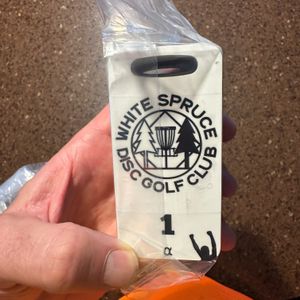 WHITE SPRUCE
DISC GOLF CLUB
1
α